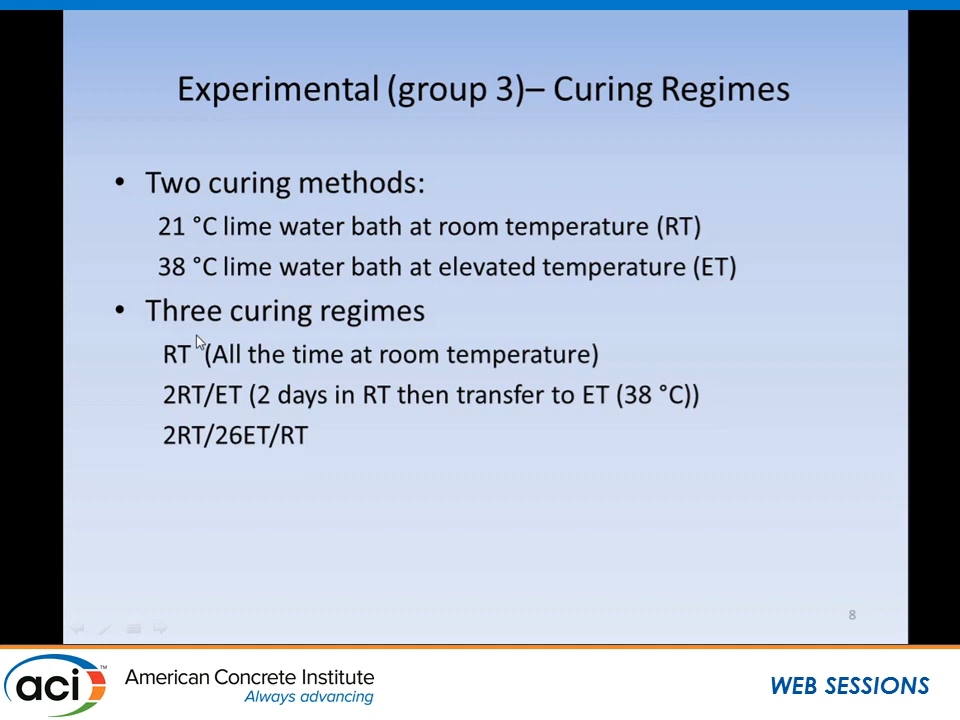 Experimental (group 3)– Curing Regimes
• Two curing methods:
21 °C lime water bath at room temperature (RT)
38 °C lime water bath at elevated temperature (ET)
• Three curing regimes
RT (All the time at room temperature)
2RT/ET (2 days in RT then transfer to ET (38 °C))
2RT/26ET/RT
8
aci™
American Concrete Institute
Always advancing
WEB SESSIONS